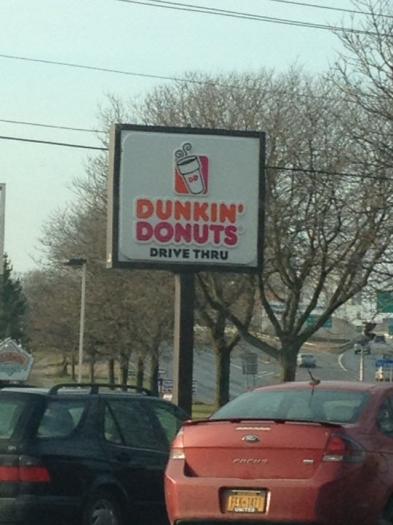 DUNKIN'
DONUTS
DRIVE THRU
FOCUS